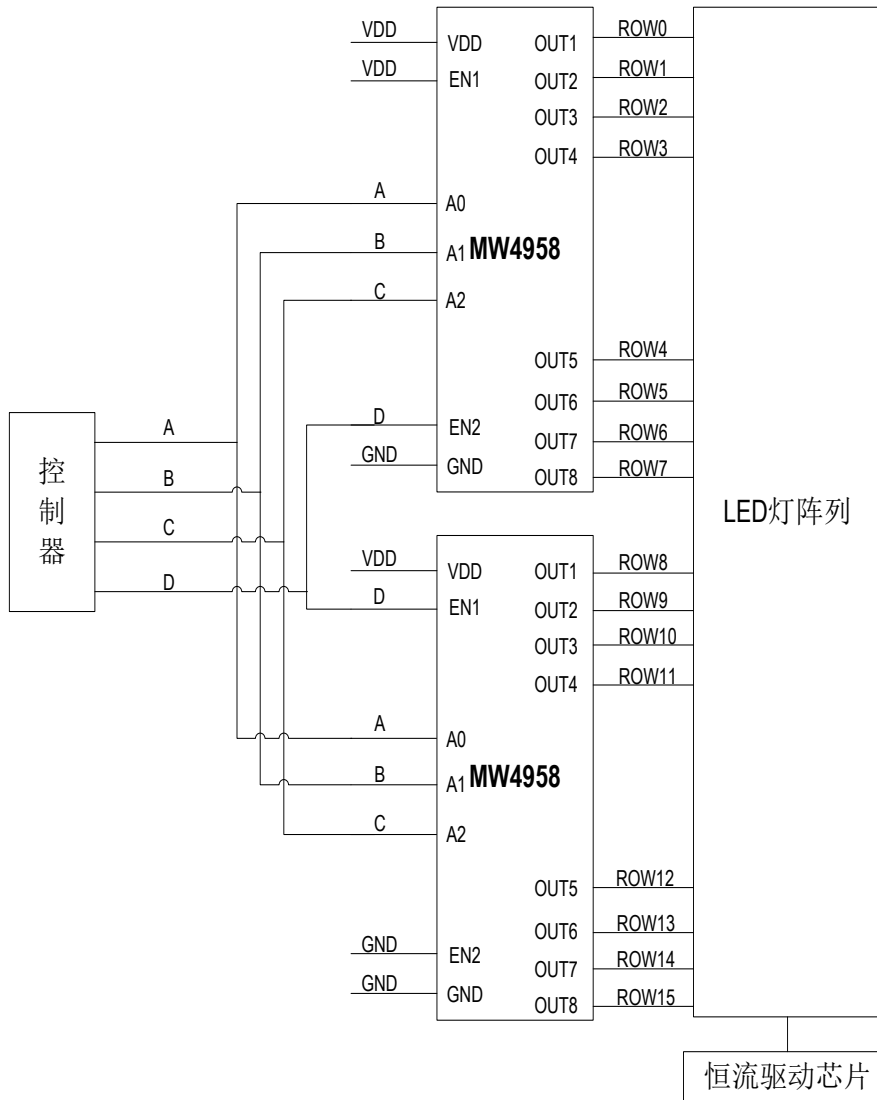 VDD
VDD
VDD
EN1
OUT1
OUT2
OUT3
OUT4
ROW0
ROW1
ROW2
ROW3
A
A0
B
A1
MW4958
C
A2
OUT5
OUT6
OUT7
OUT8
ROW4
ROW5
ROW6
ROW7
D
EN2
GND
GND
控制器
A
B
C
D
LED灯阵列
VDD
VDD
D
EN1
OUT1
OUT2
OUT3
OUT4
ROW8
ROW9
ROW10
ROW11
A
A0
B
A1
MW4958
C
A2
OUT5
OUT6
OUT7
OUT8
ROW12
ROW13
ROW14
ROW15
GND
EN2
GND
GND
恒流驱动芯片